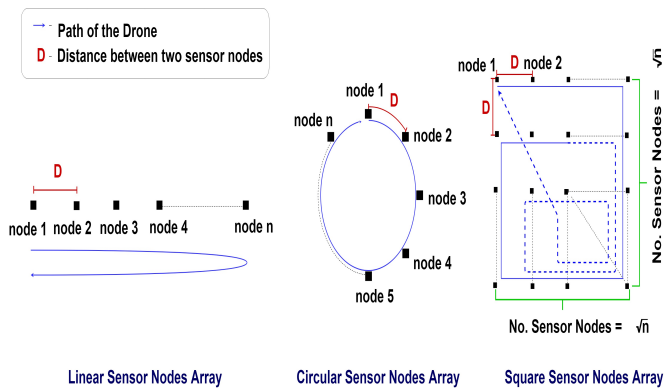 - Path of the Drone
D - Distance between two sensor nodes
D
node 1 node 2 node 3 node 4 node n
Linear Sensor Nodes Array
node 1
D
node n
node 2
node 3
node 4
node 5
Circular Sensor Nodes Array
node 1 D node 2
D
No. Sensor Nodes = √n
No. Sensor Nodes = √n
Square Sensor Nodes Array